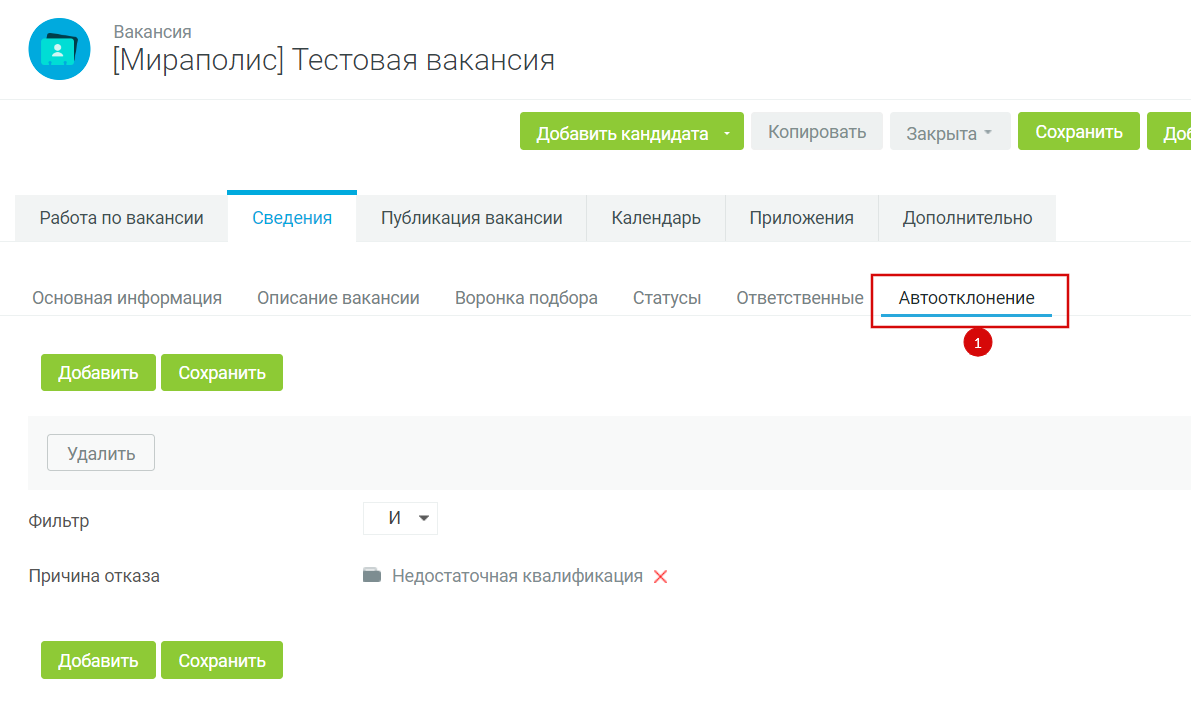 Вакансия
[Мираполис] Тестовая вакансия
Добавить кандидата Копировать Закрыта Сохранить Доб
Работа по вакансии Сведения Публикация вакансии Календарь Приложения Дополнительно
Основная информация Описание вакансии Воронка подбора Статусы Ответственные Автоотклонение
1
Добавить Сохранить
Удалить
Фильтр И
Причина отказа Недостаточная квалификация
Добавить Сохранить